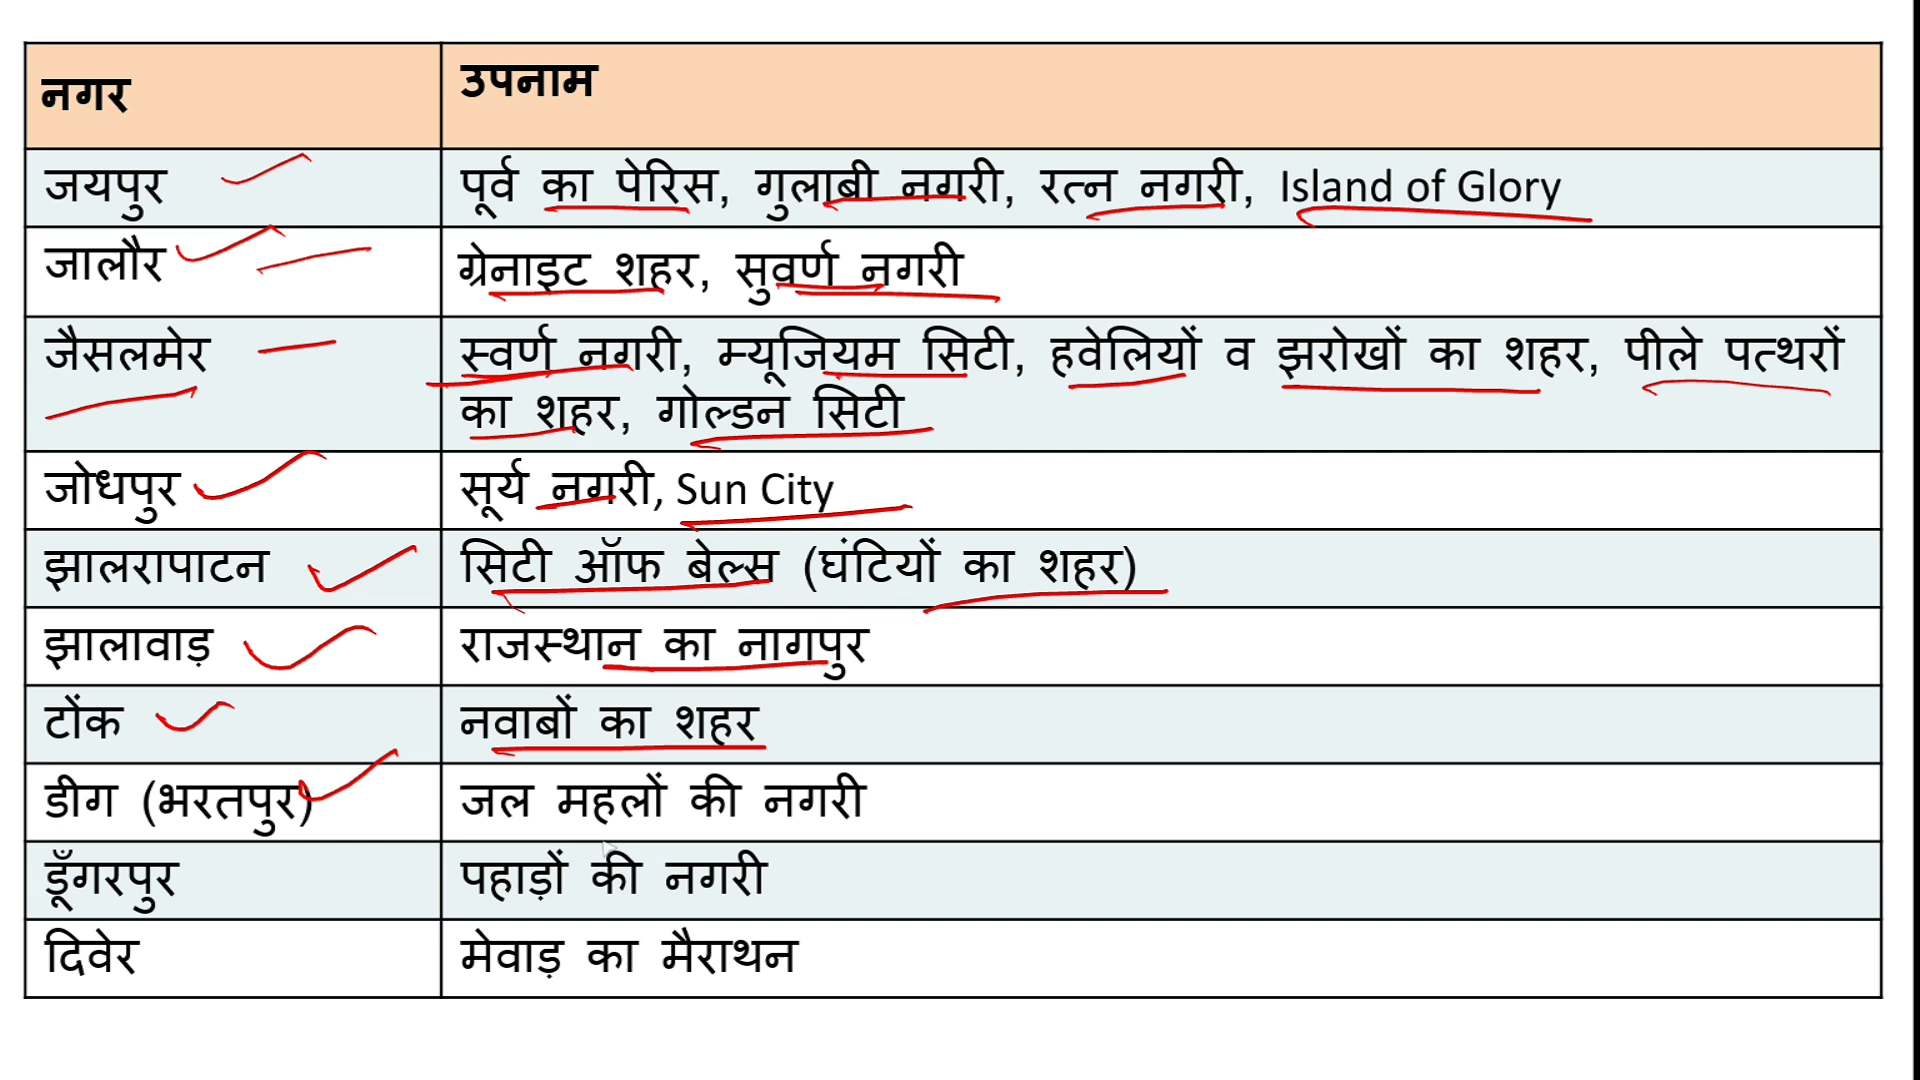 नगर उपनाम
जयपुर पूर्व का पेरिस, गुलाबी नगरी, रत्न नगरी, Island of Glory
जालौर ग्रेनाइट शहर, सुवर्ण नगरी
जैसलमेर स्वर्ण नगरी, म्यूजियम सिटी, हवेलियों व झरोखों का शहर, पीले पत्थरों
का शहर, गोल्डन सिटी
जोधपुर सूर्य नगरी, Sun City
झालरापाटन सिटी ऑफ बेल्स (घंटियों का शहर)
झालावाड़ राजस्थान का नागपुर
टोंक नवाबों का शहर
डीग (भरतपुर) जल महलों की नगरी
डूँगरपुर पहाड़ों की नगरी
दिवेर मेवाड़ का मैराथन